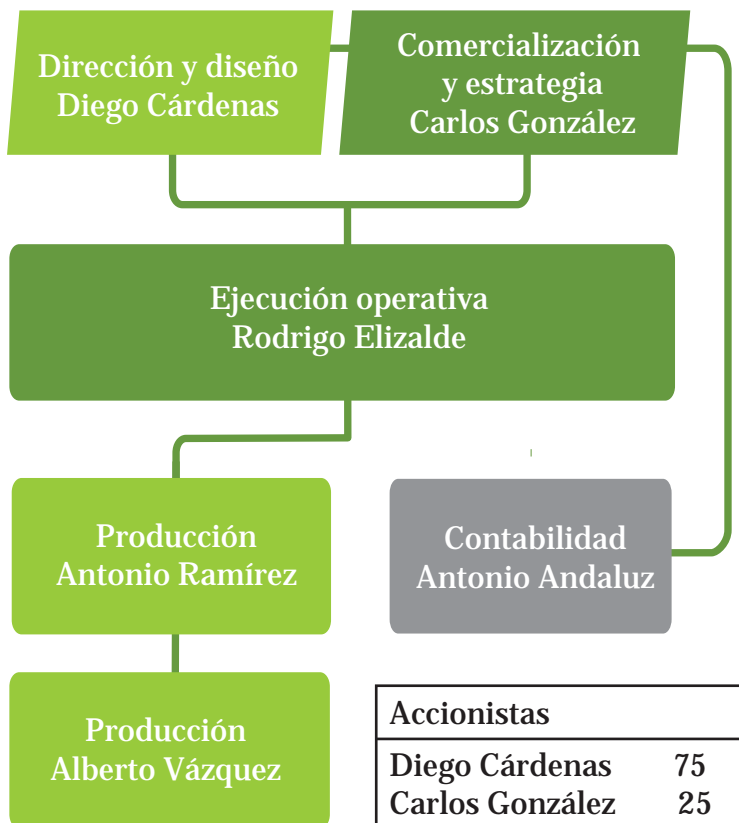 Dirección y diseño
Diego Cárdenas
Comercialización
y estrategia
Carlos González
Ejecución operativa
Rodrigo Elizalde
Producción
Antonio Ramírez
Contabilidad
Antonio Andaluz
Producción
Alberto Vázquez
Accionistas
Diego Cárdenas 75
Carlos González 25